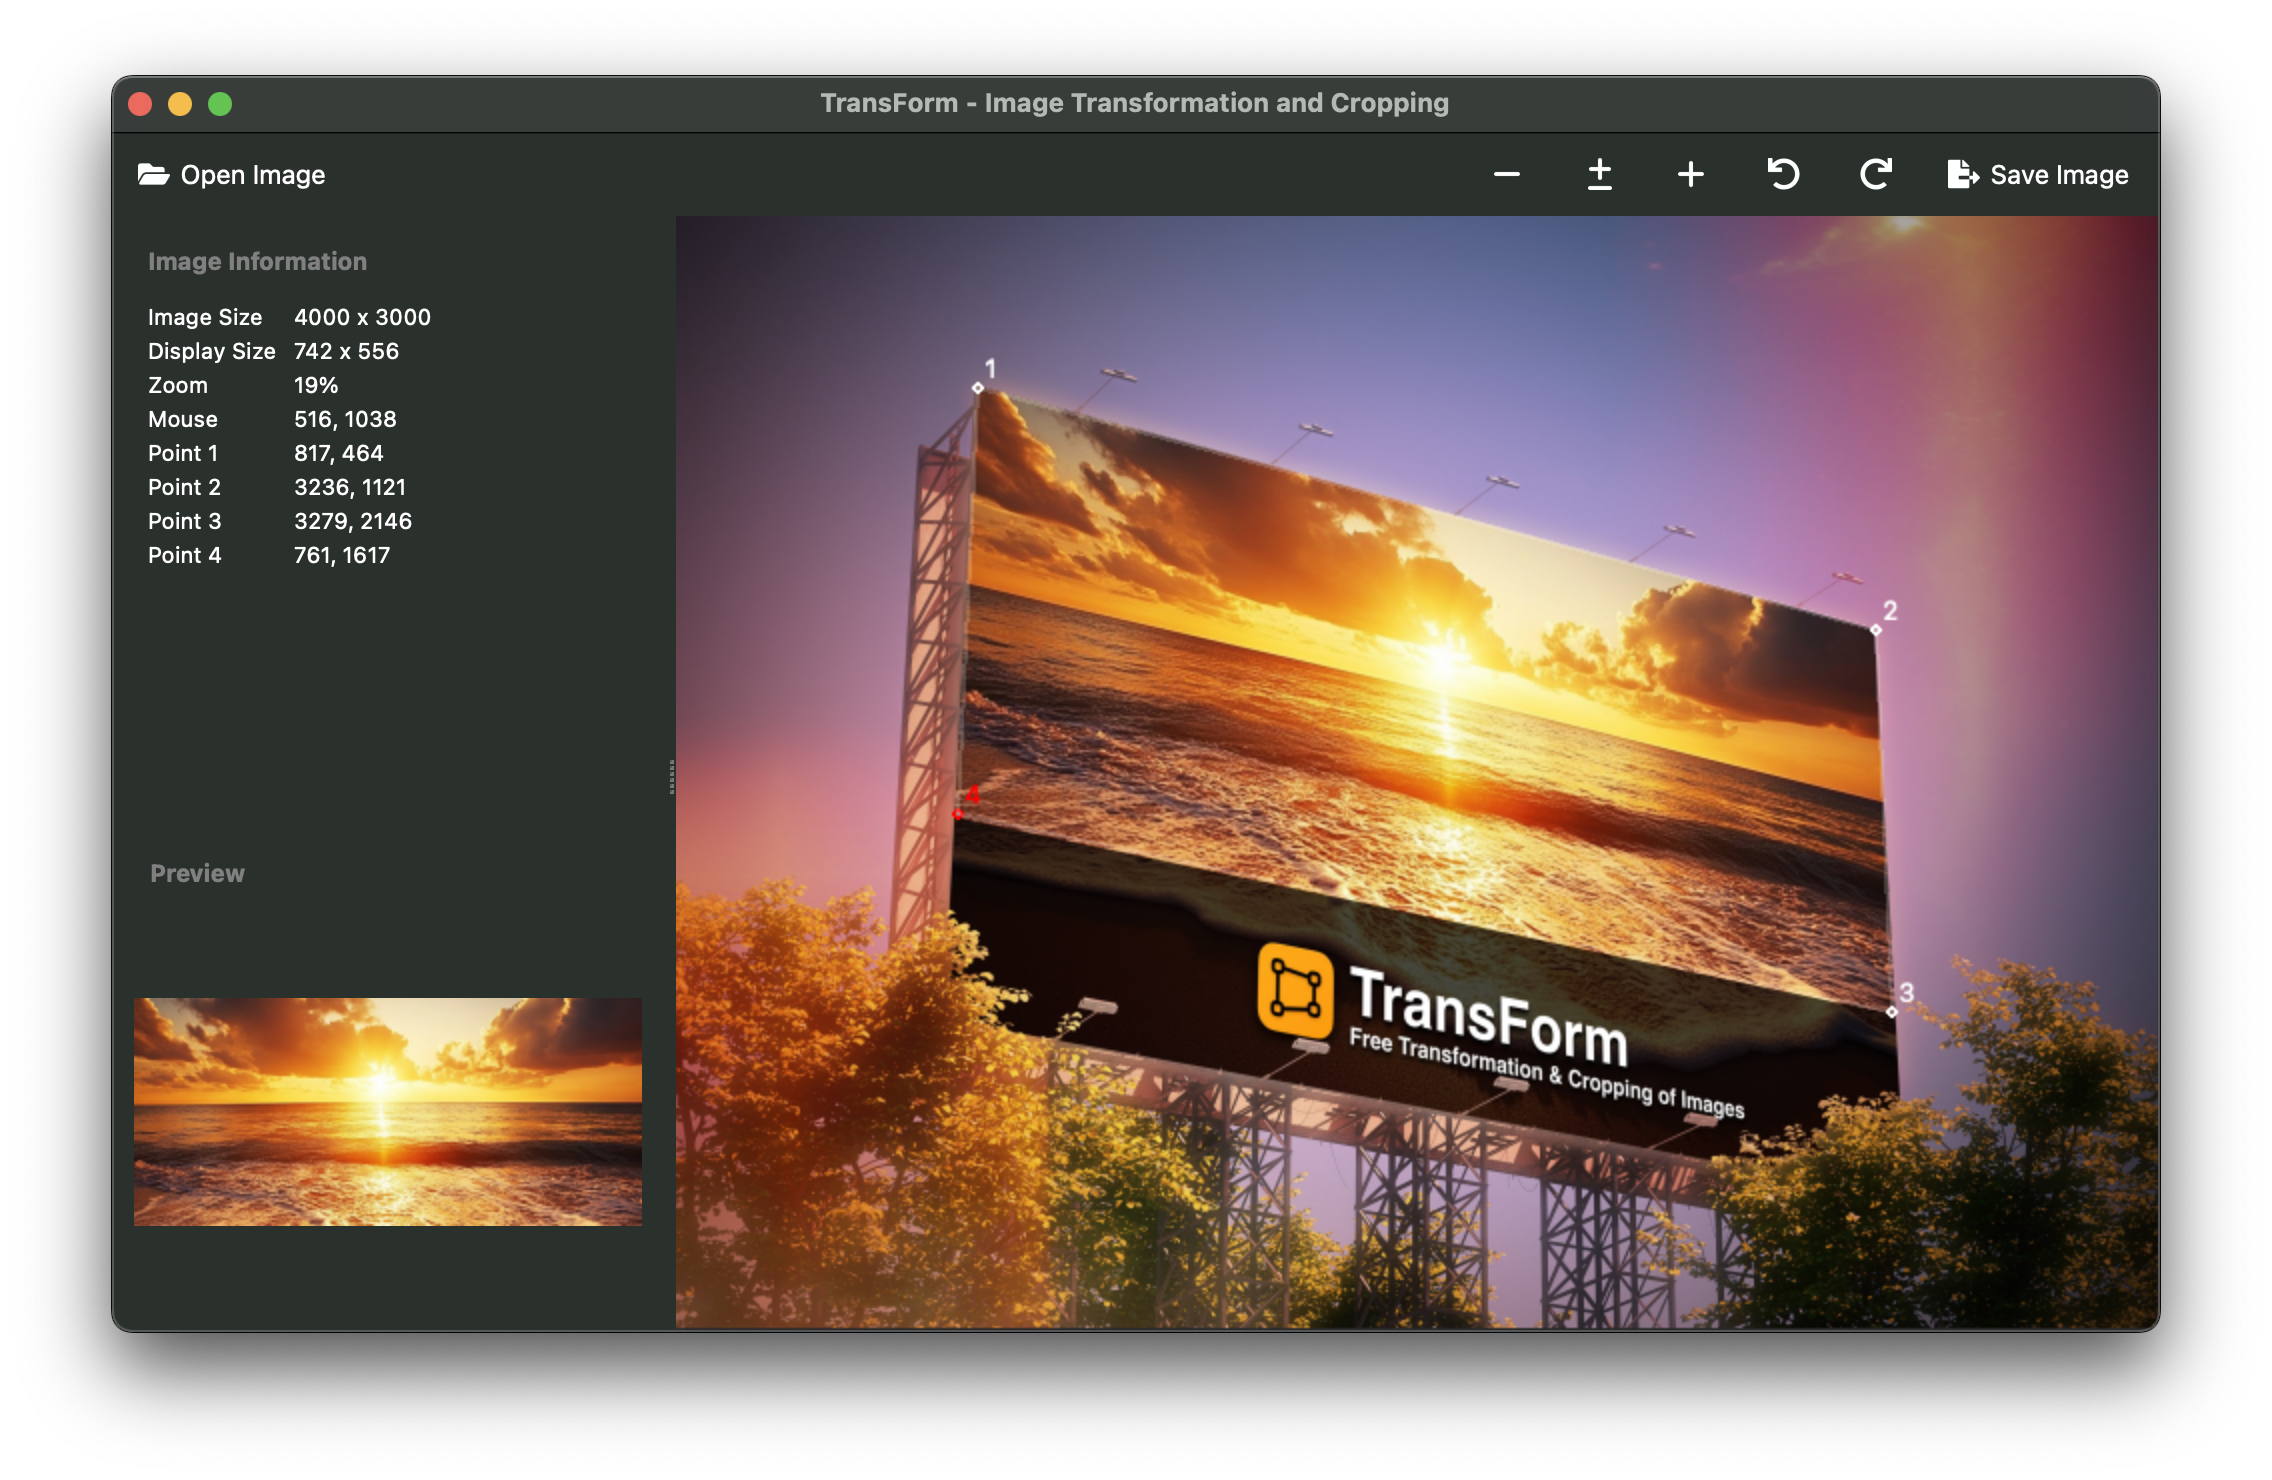 TransForm - Image Transformation and Cropping
Open Image
Save Image
Image Information
Image Size 4000 x 3000
Display Size 742 x 556
Zoom 19%
Mouse 516, 1038
Point 1 817, 464
Point 2 3236, 1121
Point 3 3279, 2146
Point 4 761, 1617
Preview
1
2
4
3
TransForm
Free Transformation & Cropping of Images